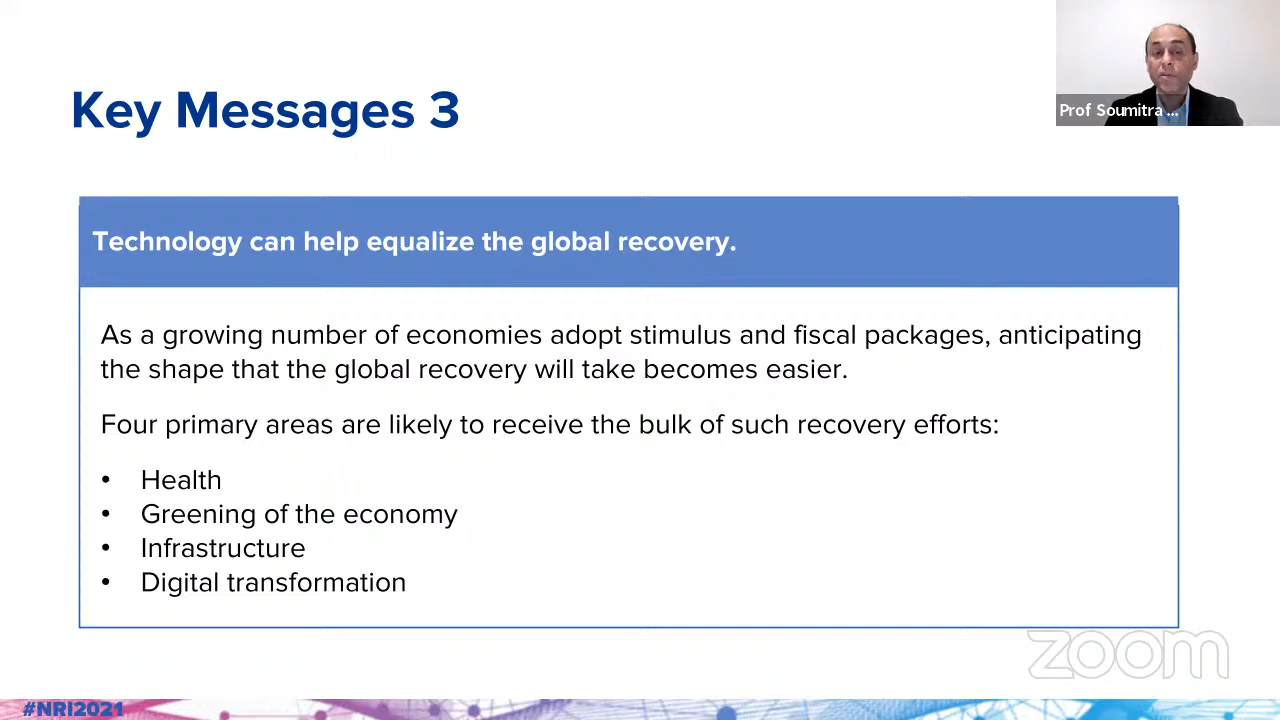 Key Messages 3
Prof Soumitra ...
Technology can help equalize the global recovery.
As a growing number of economies adopt stimulus and fiscal packages, anticipating
the shape that the global recovery will take becomes easier.
Four primary areas are likely to receive the bulk of such recovery efforts:
• Health
• Greening of the economy
• Infrastructure
• Digital transformation
zoom
#NRI2021